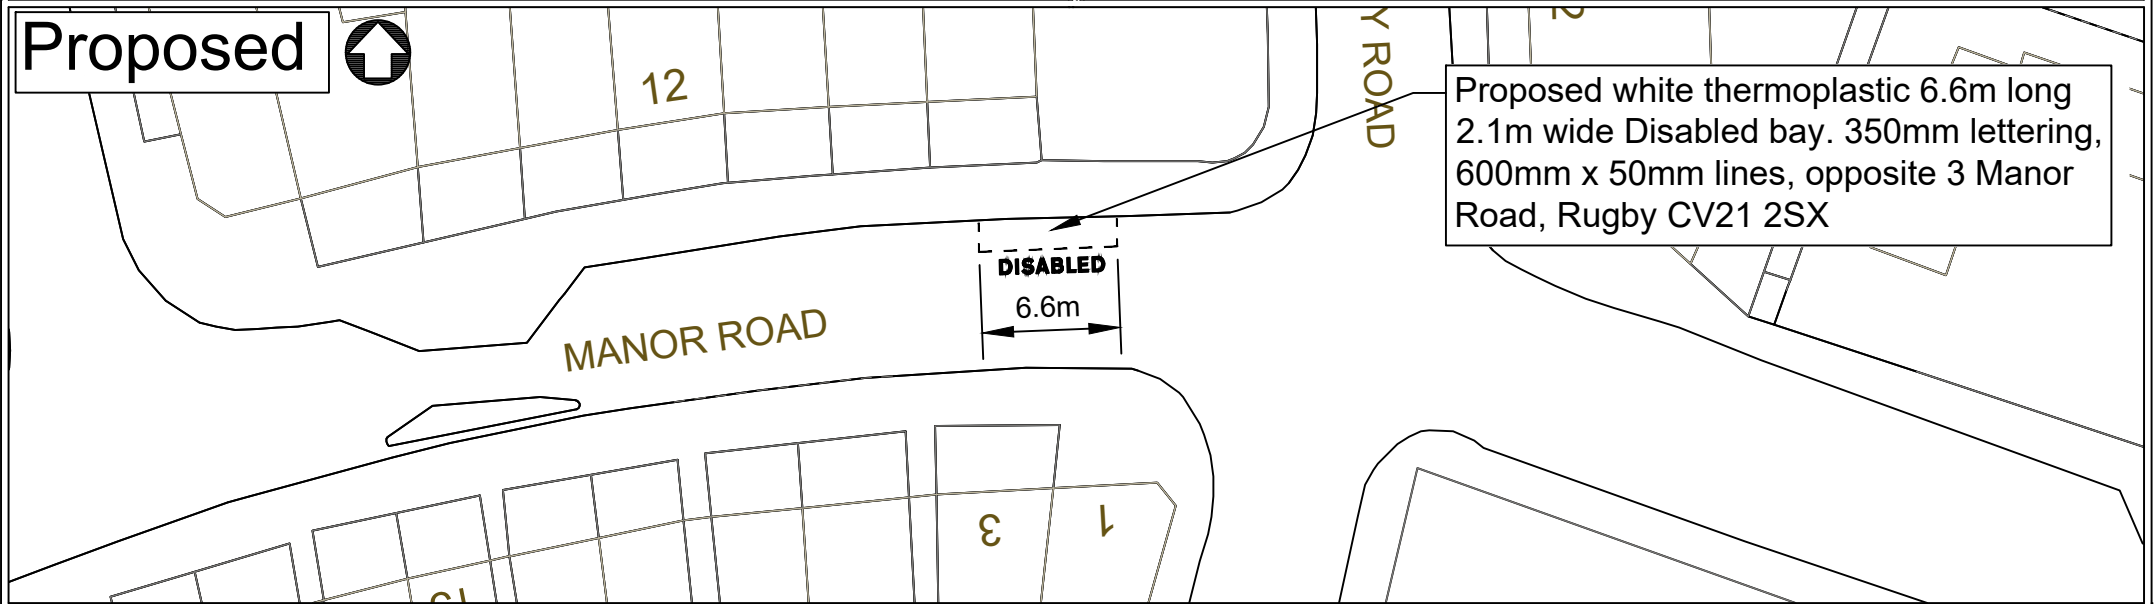 Proposed
12
Y ROAD
Proposed white thermoplastic 6.6m long
2.1m wide Disabled bay. 350mm lettering,
600mm x 50mm lines, opposite 3 Manor
Road, Rugby CV21 2SX
DISABLED
6.6m
MANOR ROAD
3
1